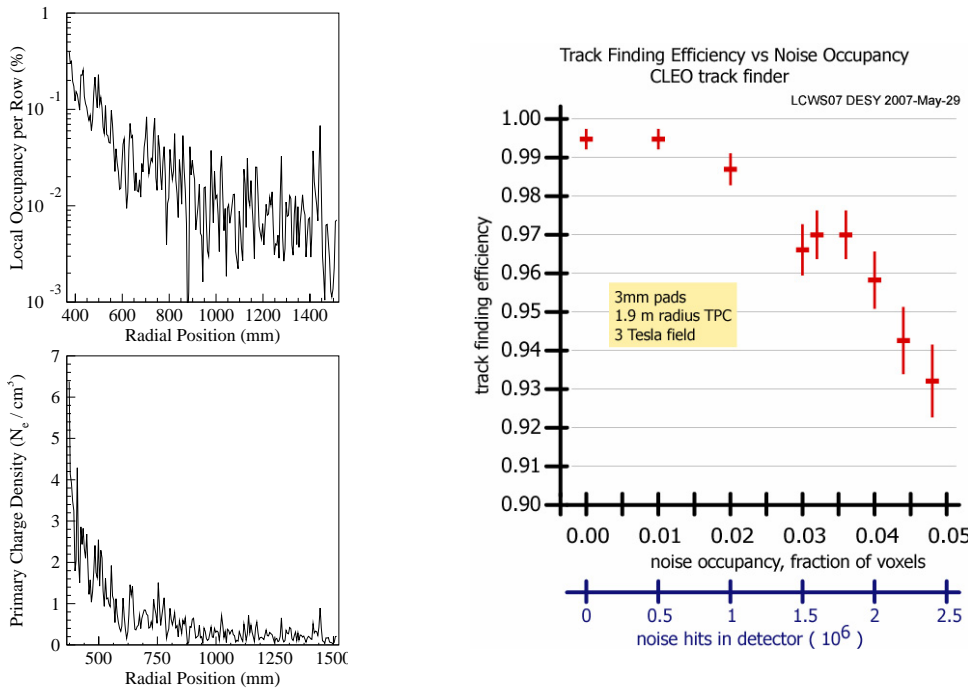 Local Occupancy per Row (%)
1
10⁻¹
10⁻²
10⁻³
400 600 800 1000 1200 1400
Radial Position (mm)
Primary Charge Density (Nₑ / cm³)
7
6
5
4
3
2
1
0
500 750 1000 1250 1500
Radial Position (mm)
Track Finding Efficiency vs Noise Occupancy
CLEO track finder
LCWS07 DESY 2007-May-29
track finding efficiency
1.00
0.99
0.98
0.97
0.96
0.95
0.94
0.93
0.92
0.91
0.90
3mm pads
1.9 m radius TPC
3 Tesla field
0.00 0.01 0.02 0.03 0.04 0.05
noise occupancy, fraction of voxels
0 0.5 1 1.5 2 2.5
noise hits in detector ( 10⁶ )